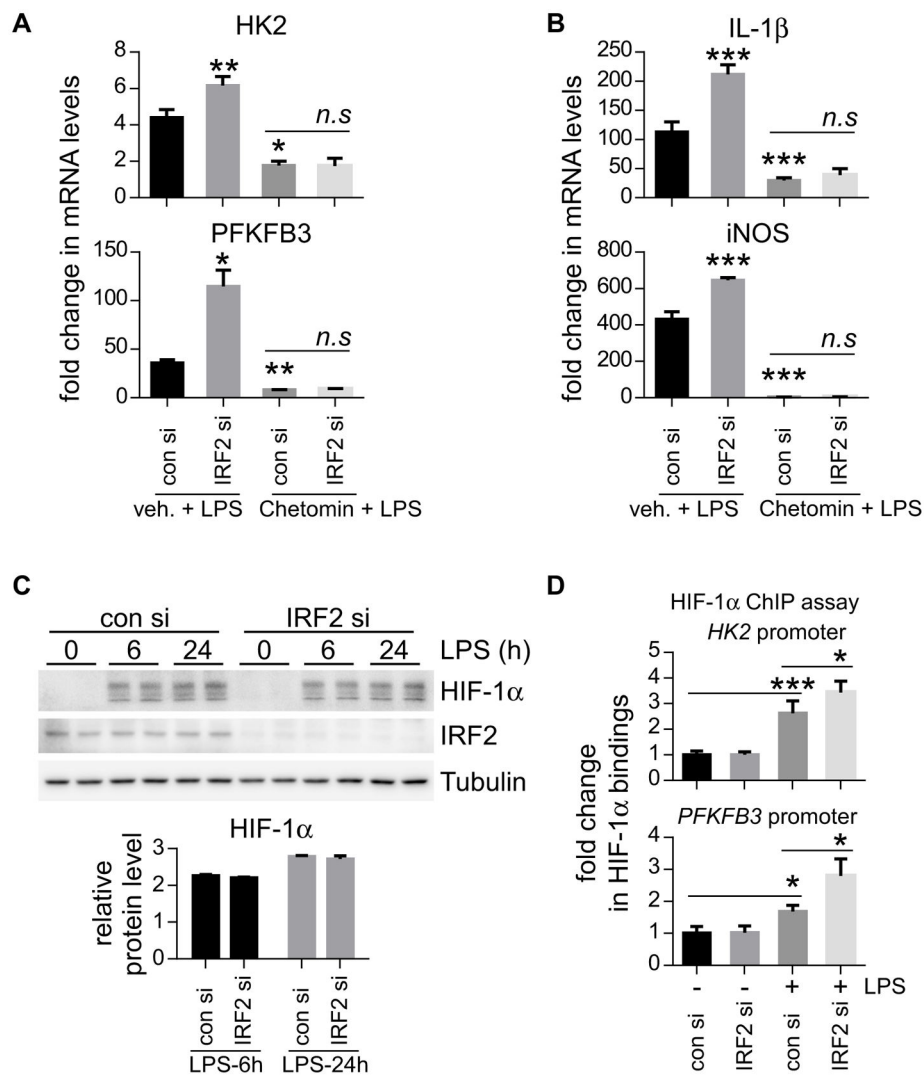 A
HK2
fold change in mRNA levels
8
6
4
2
0
**
*
n.s
PFKFB3
150
100
50
0
*
**
n.s
con si
IRF2 si
con si
IRF2 si
veh. + LPS
Chetomin + LPS
B
IL-1β
fold change in mRNA levels
250
200
150
100
50
0
***
***
n.s
iNOS
800
600
400
200
0
***
***
n.s
con si
IRF2 si
con si
IRF2 si
veh. + LPS
Chetomin + LPS
C
con si IRF2 si
0 6 24 0 6 24 LPS (h)
HIF-1α
IRF2
Tubulin
HIF-1α
relative
protein level
3
2
1
0
con si
IRF2 si
con si
IRF2 si
LPS-6h
LPS-24h
D
HIF-1α ChIP assay
HK2 promoter
fold change
in HIF-1α bindings
5
4
3
2
1
0
***
*
PFKFB3 promoter
4
3
2
1
0
*
*
- - + + LPS
con si
IRF2 si
con si
IRF2 si